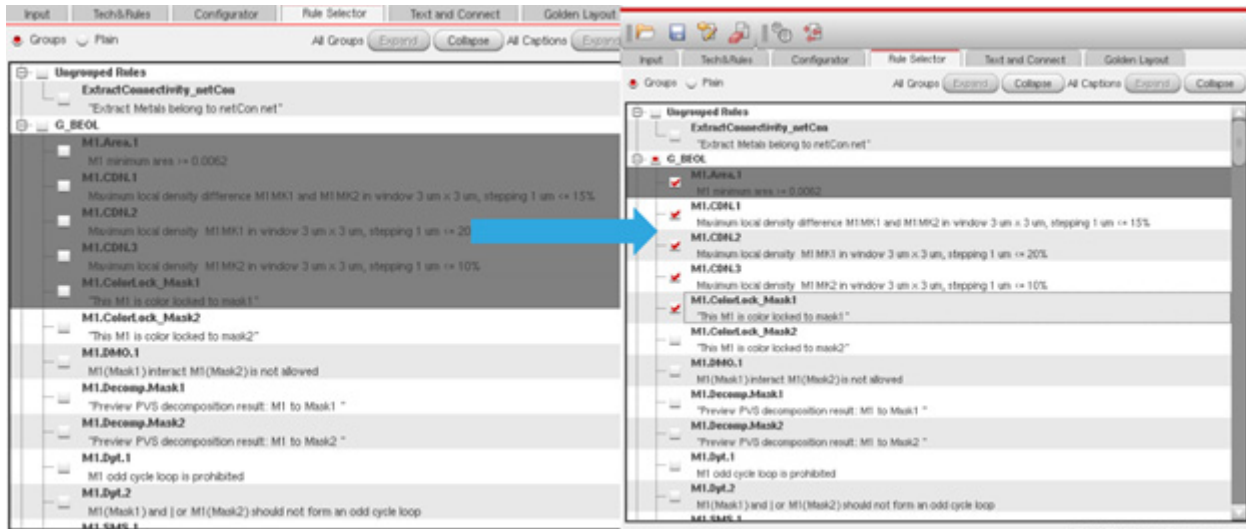 Input Tech&Rules Configurator Rule Selector Text and Connect Golden Layout
Groups Plain All Groups Expand Collapse All Captions Expand
Ungrouped Rules
ExtractConnectivity_netCon
"Extract Metals belong to netCon net"
G_BEOL
M1.Area.1
M1 minimum area >= 0.0062
M1.CDN.1
Maximum local density difference M1MK1 and M1MK2 in window 3 um x 3 um, stepping 1 um <= 15%
M1.CDN.2
Maximum local density M1MK1 in window 3 um x 3 um, stepping 1 um <= 20
M1.CDN.3
Maximum local density M1MK2 in window 3 um x 3 um, stepping 1 um <= 10%
M1.ColorLock_Mask1
"This M1 is color locked to mask1"
M1.ColorLock_Mask2
"This M1 is color locked to mask2"
M1.DMO.1
M1(Mask1) interact M1(Mask2) is not allowed
M1.Decomp.Mask1
"Preview PVS decomposition result: M1 to Mask1 "
M1.Decomp.Mask2
"Preview PVS decomposition result: M1 to Mask2 "
M1.Dpt.1
M1 odd cycle loop is prohibited
M1.Dpt.2
M1(Mask1) and | or M1(Mask2) should not form an odd cycle loop
M1.SMS.1
Input Tech&Rules Configurator Rule Selector Text and Connect Golden Layout
Groups Plain All Groups Expand Collapse All Captions Expand Collapse
Ungrouped Rules
ExtractConnectivity_netCon
"Extract Metals belong to netCon net"
G_BEOL
M1.Area.1
M1 minimum area >= 0.0062
M1.CDN.1
Maximum local density difference M1MK1 and M1MK2 in window 3 um x 3 um, stepping 1 um <= 15%
M1.CDN.2
Maximum local density M1MK1 in window 3 um x 3 um, stepping 1 um <= 20%
M1.CDN.3
Maximum local density M1MK2 in window 3 um x 3 um, stepping 1 um <= 10%
M1.ColorLock_Mask1
"This M1 is color locked to mask1"
M1.ColorLock_Mask2
"This M1 is color locked to mask2"
M1.DMO.1
M1(Mask1) interact M1(Mask2) is not allowed
M1.Decomp.Mask1
"Preview PVS decomposition result: M1 to Mask1 "
M1.Decomp.Mask2
"Preview PVS decomposition result: M1 to Mask2 "
M1.Dpt.1
M1 odd cycle loop is prohibited
M1.Dpt.2
M1(Mask1) and | or M1(Mask2) should not form an odd cycle loop
M1.SMS.1